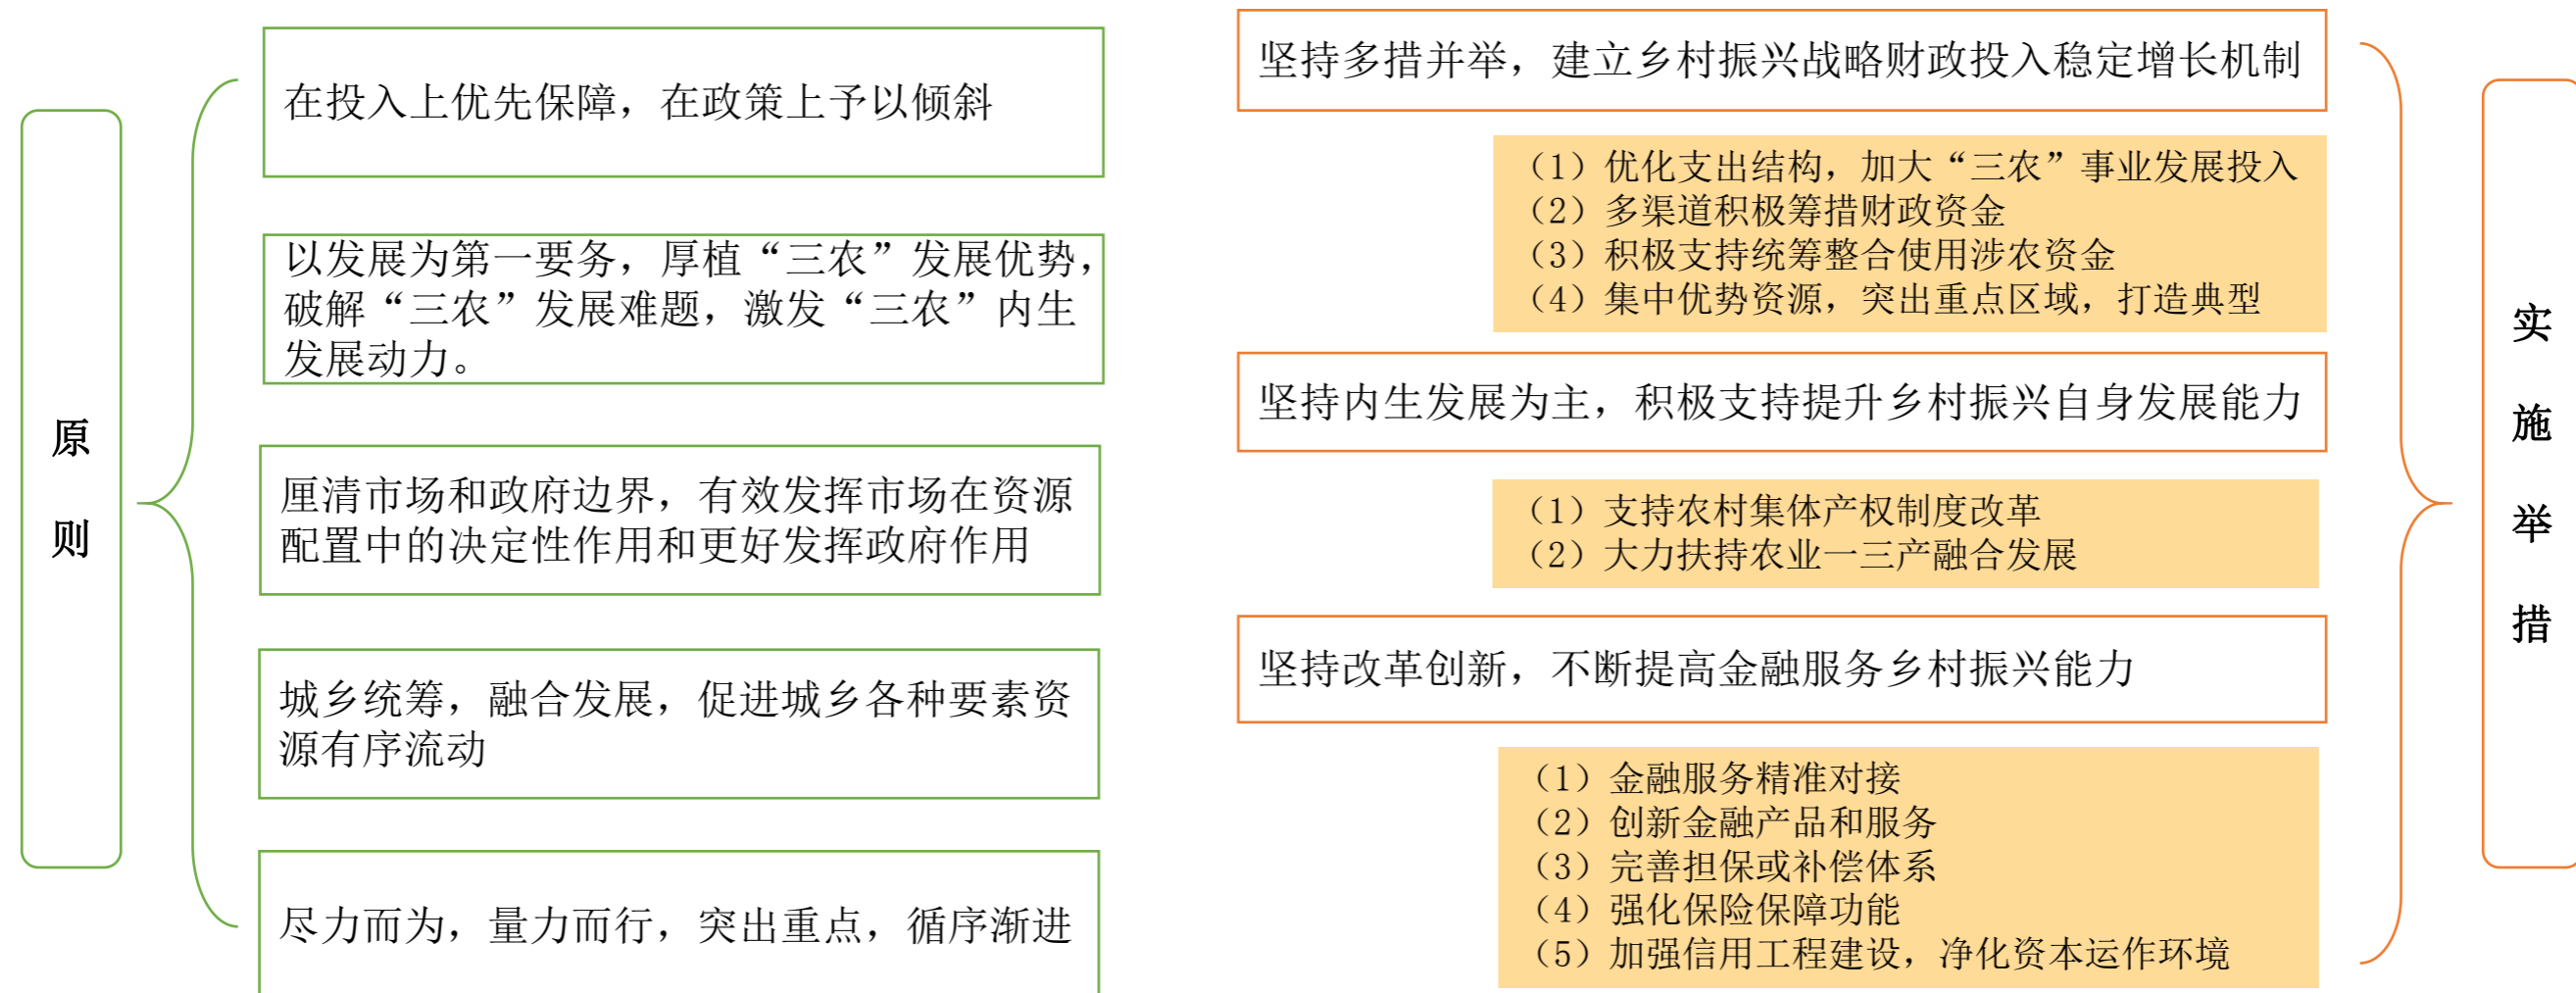 原
则
在投入上优先保障，在政策上予以倾斜
以发展为第一要务，厚植“三农”发展优势，
破解“三农”发展难题，激发“三农”内生
发展动力。
厘清市场和政府边界，有效发挥市场在资源
配置中的决定性作用和更好发挥政府作用
城乡统筹，融合发展，促进城乡各种要素资
源有序流动
尽力而为，量力而行，突出重点，循序渐进
坚持多措并举，建立乡村振兴战略财政投入稳定增长机制
（1）优化支出结构，加大“三农”事业发展投入
（2）多渠道积极筹措财政资金
（3）积极支持统筹整合使用涉农资金
（4）集中优势资源，突出重点区域，打造典型
坚持内生发展为主，积极支持提升乡村振兴自身发展能力
（1）支持农村集体产权制度改革
（2）大力扶持农业一三产融合发展
坚持改革创新，不断提高金融服务乡村振兴能力
（1）金融服务精准对接
（2）创新金融产品和服务
（3）完善担保或补偿体系
（4）强化保险保障功能
（5）加强信用工程建设，净化资本运作环境
实
施
举
措